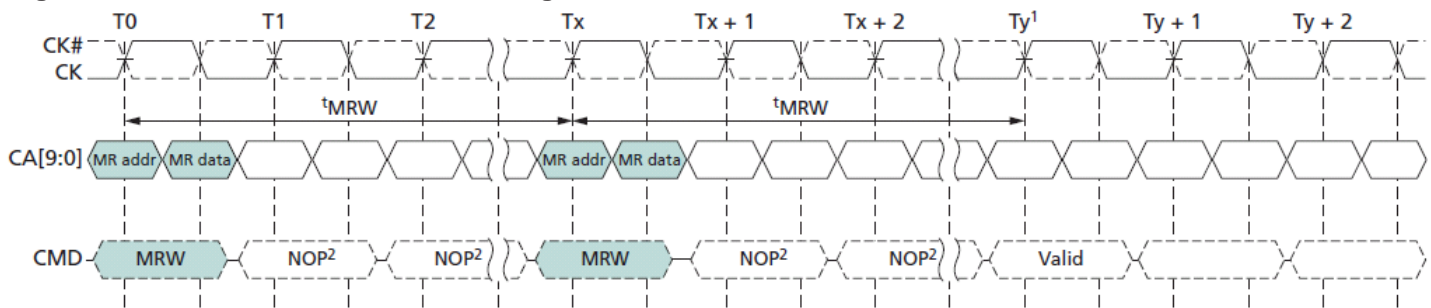 T0 T1 T2 Tx Tx + 1 Tx + 2 Ty1 Ty + 1 Ty + 2
CK#
CK
tMRW tMRW
CA[9:0] MR addr MR data MR addr MR data
CMD MRW NOP2 NOP2 MRW NOP2 NOP2 Valid